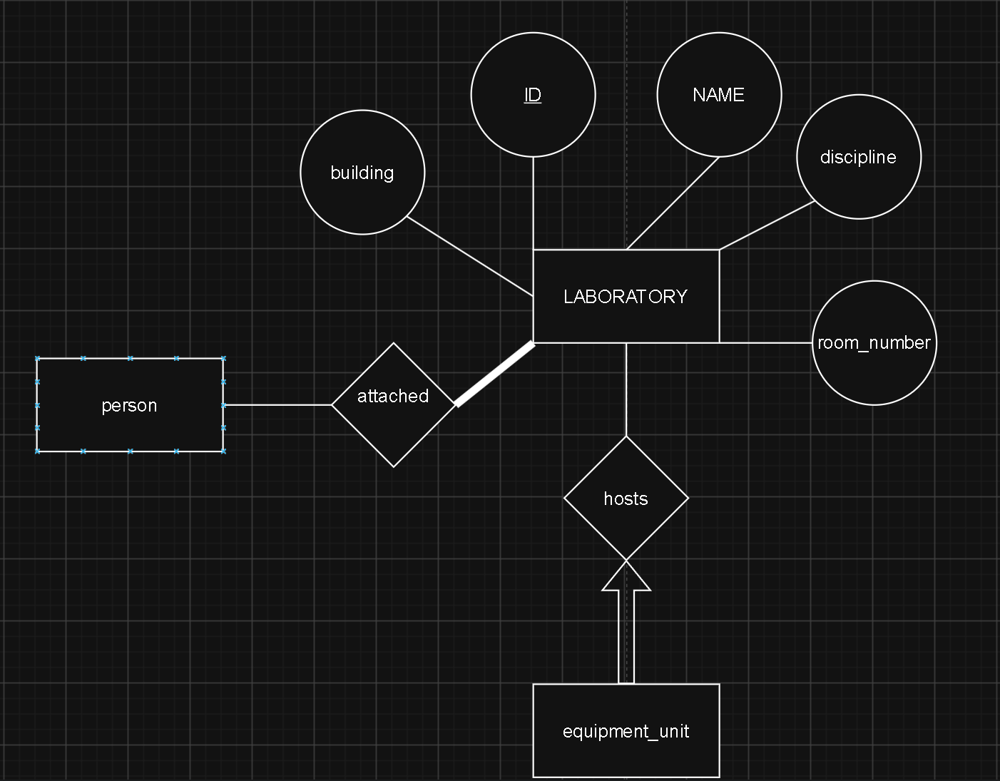 ID
NAME
discipline
building
LABORATORY
room_number
attached
person
hosts
equipment_unit